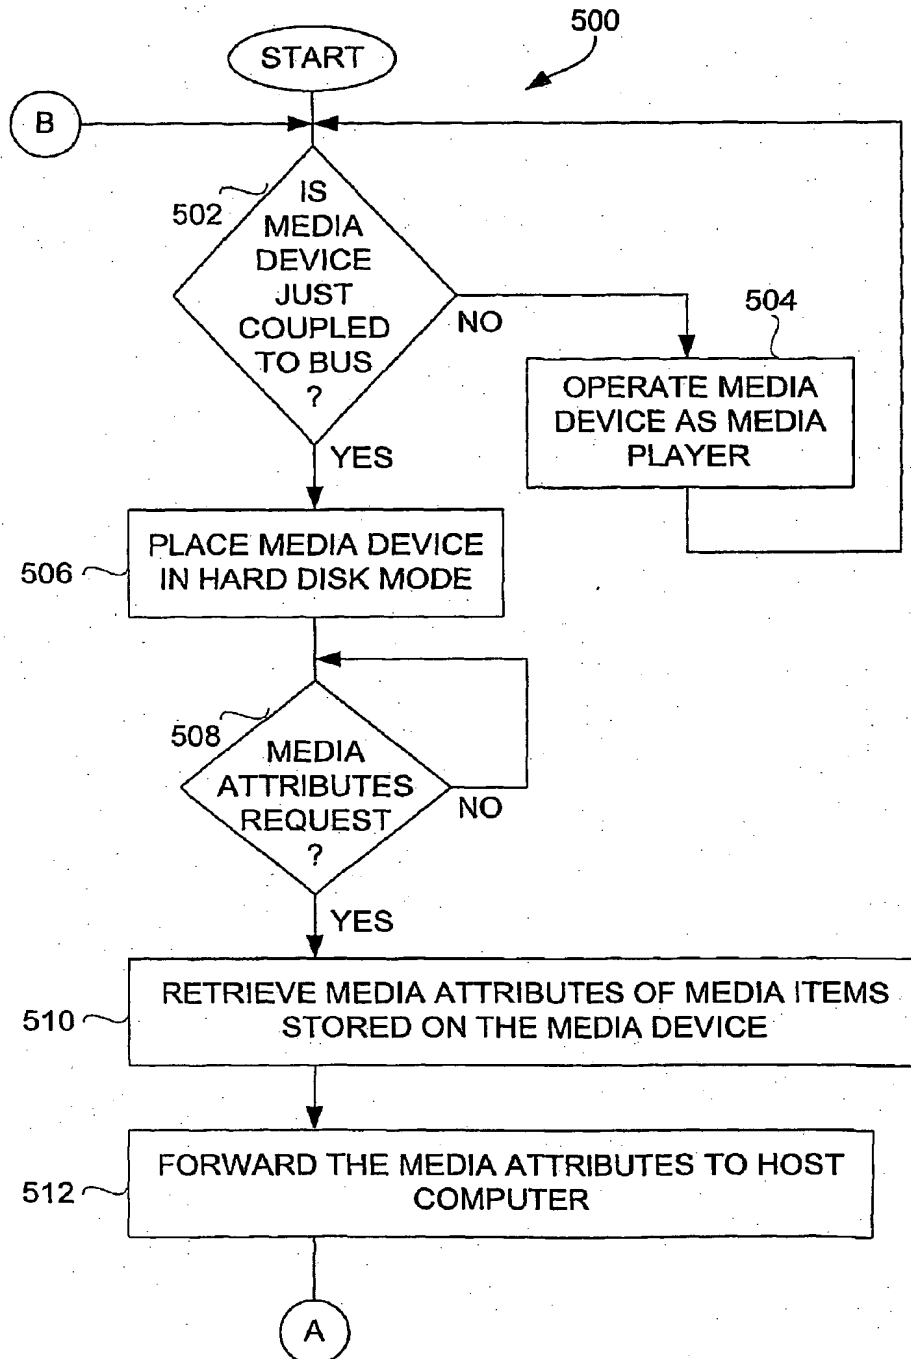 500
START
B
502
IS
MEDIA
DEVICE
JUST
COUPLED
TO BUS
?
NO
504
OPERATE MEDIA
DEVICE AS MEDIA
PLAYER
YES
506
PLACE MEDIA DEVICE
IN HARD DISK MODE
508
MEDIA
ATTRIBUTES
REQUEST
?
NO
YES
510
RETRIEVE MEDIA ATTRIBUTES OF MEDIA ITEMS
STORED ON THE MEDIA DEVICE
512
FORWARD THE MEDIA ATTRIBUTES TO HOST
COMPUTER
A